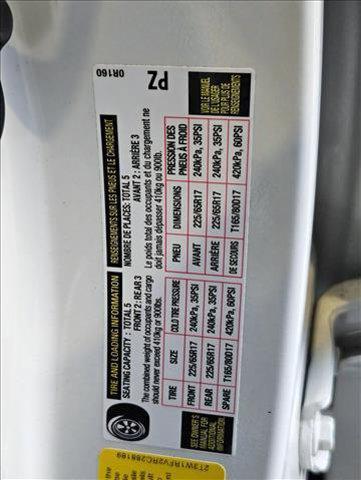 TIRE AND LOADING INFORMATION
SEATING CAPACITY : TOTAL 5
FRONT 2 : REAR 3
The combined weight of occupants and cargo
should never exceed 410kg or 900lbs.
TIRE SIZE COLD TIRE PRESSURE
FRONT 225/65R17 240kPa, 35PSI
REAR 225/65R17 240kPa, 35PSI
SPARE T165/80D17 420kPa, 60PSI
SEE OWNER'S
MANUAL FOR
ADDITIONAL
INFORMATION
RENSEIGNEMENTS SUR LES PNEUS ET LE CHARGEMENT
NOMBRE DE PLACES: TOTAL 5
AVANT 2 : ARRIÈRE 3
Le poids total des occupants et du chargement ne
doit jamais dépasser 410kg ou 900lb.
PNEU DIMENSIONS PRESSION DES
PNEUS A FROID
AVANT 225/65R17 240kPa, 35PSI
ARRIÈRE 225/65R17 240kPa, 35PSI
DE SECOURS T165/80D17 420kPa, 60PSI
VOIR LE MANUEL
DE L'USAGER
POUR PLUS DE
RENSEIGNEMENTS
0R160
PZ